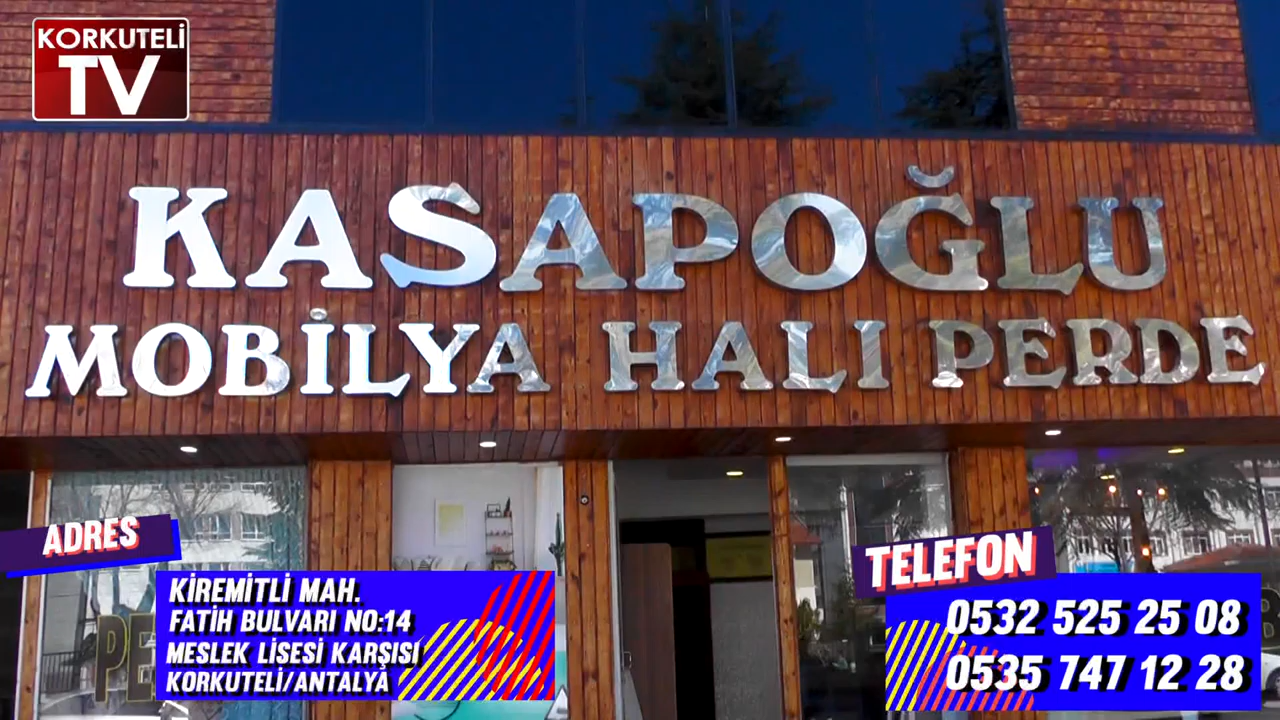 KORKUTELİ
TV
KASAPOĞLU
MOBİLYA HALI PERDE
ADRES
KİREMİTLİ MAH.
FATİH BULVARI NO:14
MESLEK LİSESİ KARŞISI
KORKUTELİ/ANTALYA
TELEFON
0532 525 25 08
0535 747 12 28